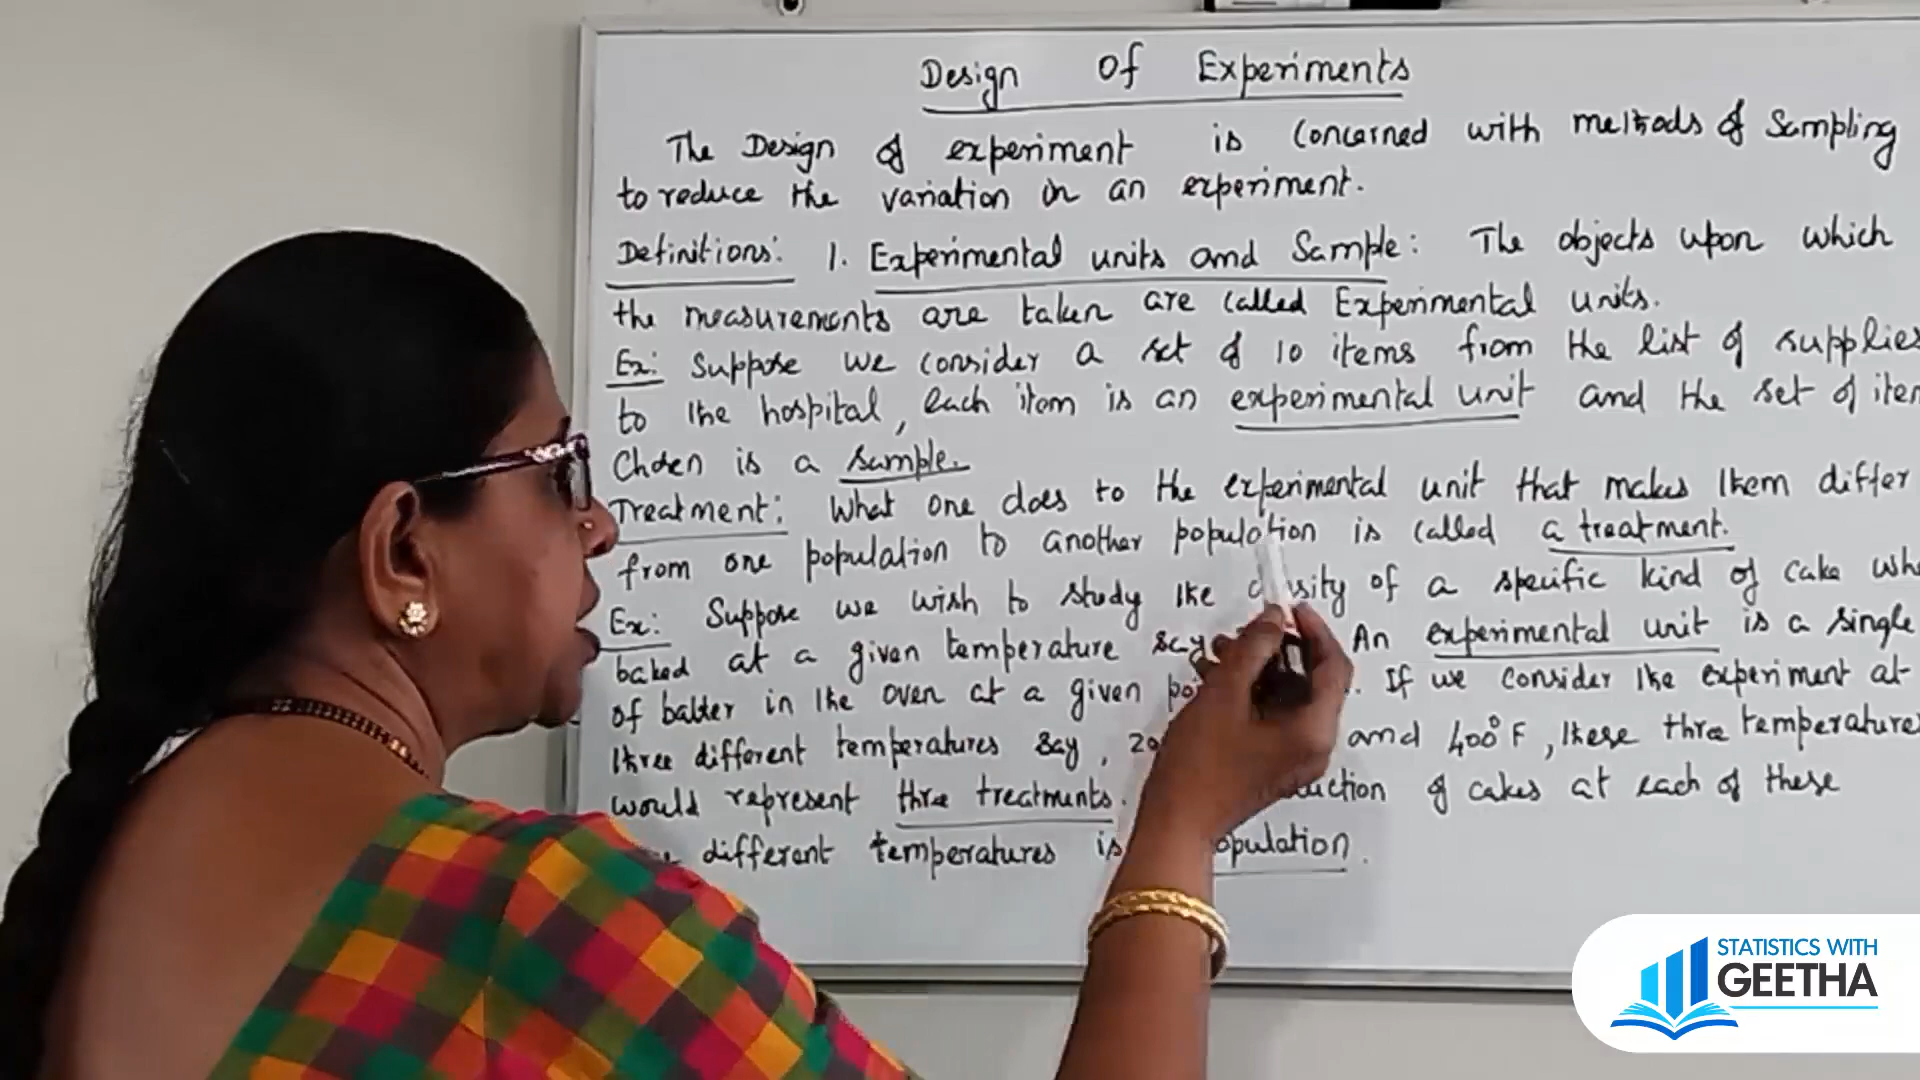 Design Of Experiments
The Design of experiment is concerned with methods of Sampling
to reduce the variation in an experiment.
Definitions: 1. Experimental units and Sample: The objects upon which
the measurements are taken are called Experimental units.
Ex: Suppose we consider a set of 10 items from the list of supplies
to the hospital, each item is an experimental unit and the set of
Chosen is a sample.
Treatment: What one does to the experimental unit that makes them differ
from one population to another population is called a treatment.
Ex: Suppose we wish to study the of a specific kind of cake
baked at a given temperature say An experimental unit is a single
of batter in the oven at a given If we consider the experiment at
three different temperatures say, and 400°F, these three temperatures
would represent three treatments. of cakes at each of these
different temperatures is
STATISTICS WITH
GEETHA